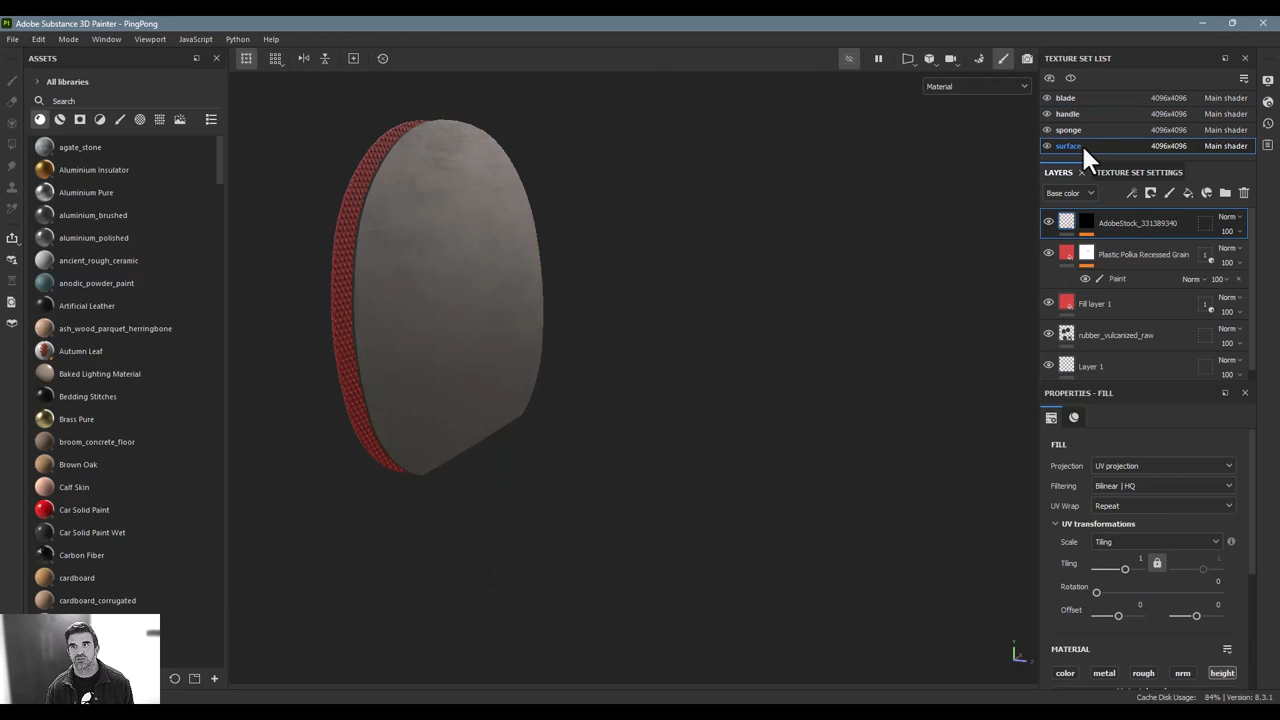 Pt Adobe Substance 3D Painter - PingPong
File Edit Mode Window Viewport JavaScript Python Help
ASSETS
All libraries
Search
agate_stone
Aluminium Insulator
Aluminium Pure
aluminium_brushed
aluminium_polished
ancient_rough_ceramic
anodic_powder_paint
Artificial Leather
ash_wood_parquet_herringbone
Autumn Leaf
Baked Lighting Material
Bedding Stitches
Brass Pure
broom_concrete_floor
Brown Oak
Calf Skin
Car Solid Paint
Car Solid Paint Wet
Carbon Fiber
cardboard
cardboard_corrugated
Material
Y
Z
TEXTURE SET LIST
blade 4096x4096 Main shader
handle 4096x4096 Main shader
sponge 4096x4096 Main shader
surface 4096x4096 Main shader
LAYERS TEXTURE SET SETTINGS
Base color
AdobeStock_331389340 Norm 100
Plastic Polka Recessed Grain 1 Norm 100
Paint Norm 100
Fill layer 1 1 Norm 100
rubber_vulcanized_raw Norm 100
Layer 1 Norm 100
PROPERTIES - FILL
FILL
Projection UV projection
Filtering Bilinear | HQ
UV Wrap Repeat
UV transformations
Scale Tiling
Tiling 1 1
Rotation 0
Offset 0 0
MATERIAL
color metal rough nrm height
Cache Disk Usage: 84% | Version: 8.3.1